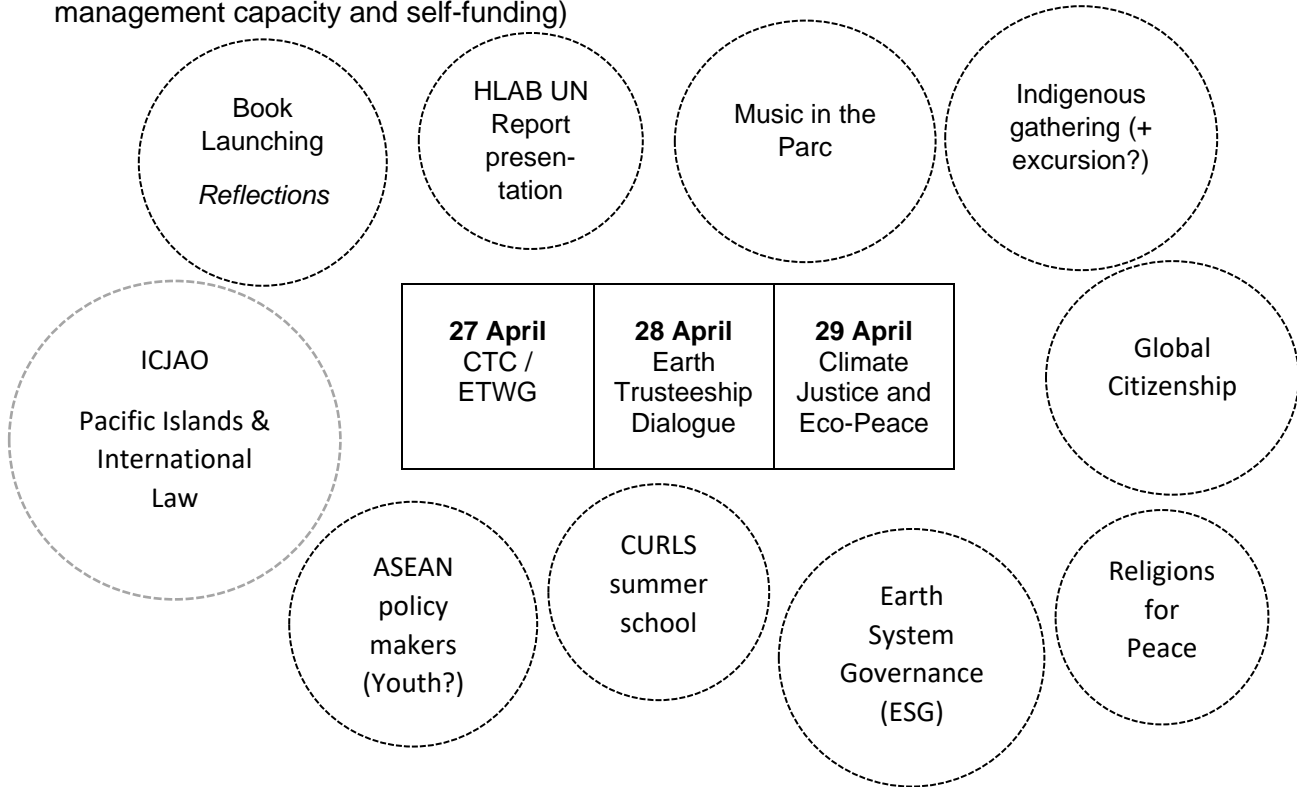 management capacity and self-funding)
Book
Launching
Reflections
HLAB UN
Report
presen-
tation
Music in the
Parc
Indigenous
gathering (+
excursion?)
ICJAO
Pacific Islands &
International
Law
27 April
CTC /
ETWG
28 April
Earth
Trusteeship
Dialogue
29 April
Climate
Justice and
Eco-Peace
Global
Citizenship
ASEAN
policy
makers
(Youth?)
CURLS
summer
school
Earth
System
Governance
(ESG)
Religions
for
Peace